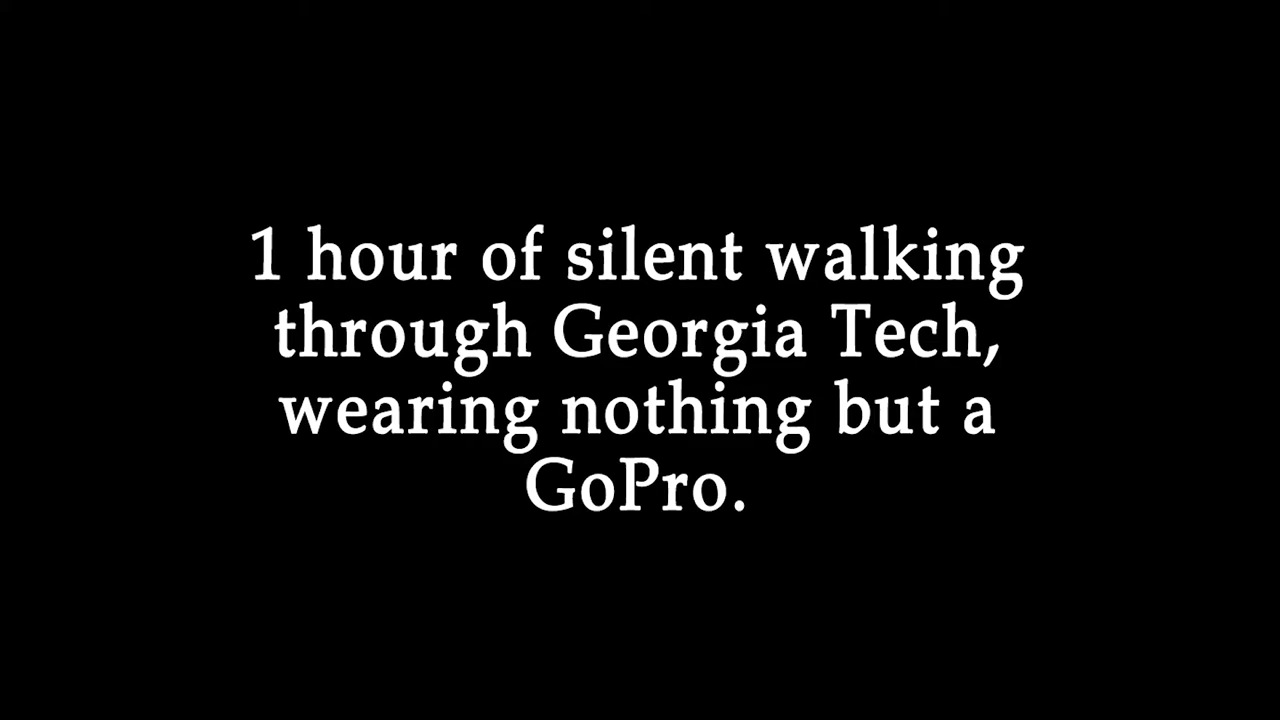 1 hour of silent walking
through Georgia Tech,
wearing nothing but a
GoPro.